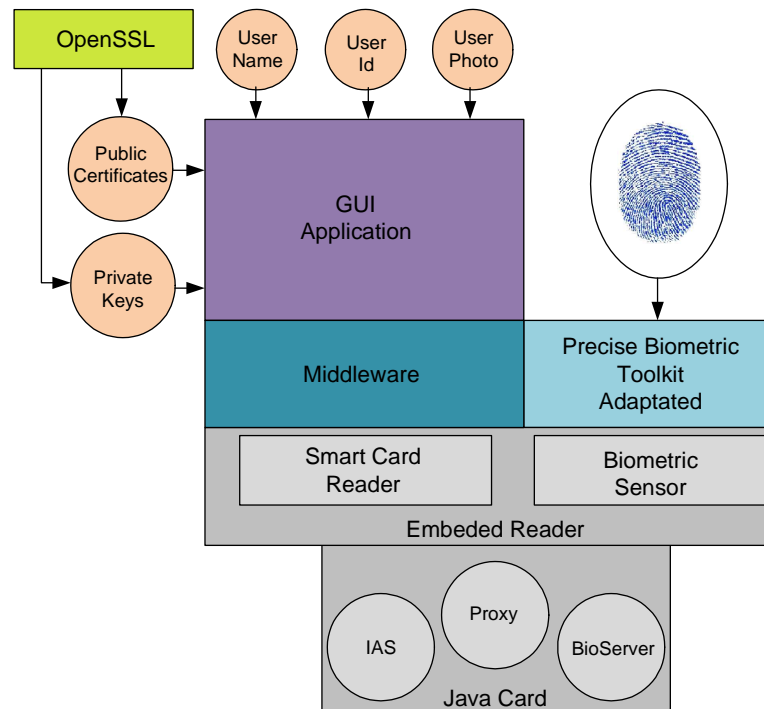 OpenSSL
User
Name
User
Id
User
Photo
Public
Certificates
GUI
Application
Private
Keys
Middleware
Precise Biometric
Toolkit
Adaptated
Smart Card
Reader
Biometric
Sensor
Embeded Reader
IAS
Proxy
BioServer
Java Card